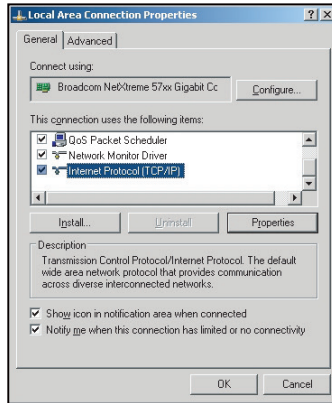 Local Area Connection Properties
General Advanced
Connect using:
Broadcom NetXtreme 57xx Gigabit Cc
Configure...
This connection uses the following items:
QoS Packet Scheduler
Network Monitor Driver
Internet Protocol (TCP/IP)
Install... Uninstall Properties
Description
Transmission Control Protocol/Internet Protocol. The default
wide area network protocol that provides communication
across diverse interconnected networks.
Show icon in notification area when connected
Notify me when this connection has limited or no connectivity
OK Cancel